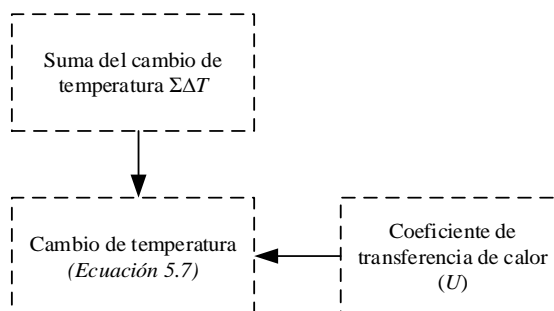 Suma del cambio de
temperatura ΣΔT
Cambio de temperatura
(Ecuación 5.7)
Coeficiente de
transferencia de calor
(U)